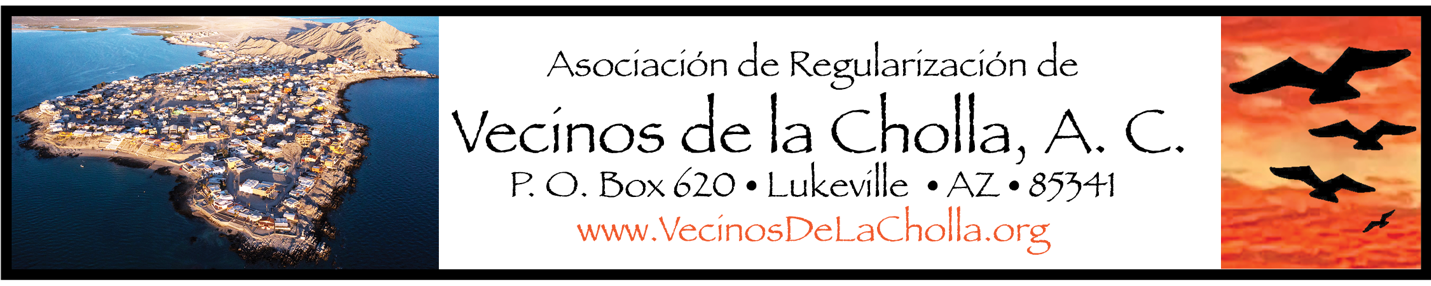 Asociación de Regularización de
Vecinos de la Cholla, A. C.
P. O. Box 620 • Lukeville • AZ • 85341
www.VecinosDeLaCholla.org